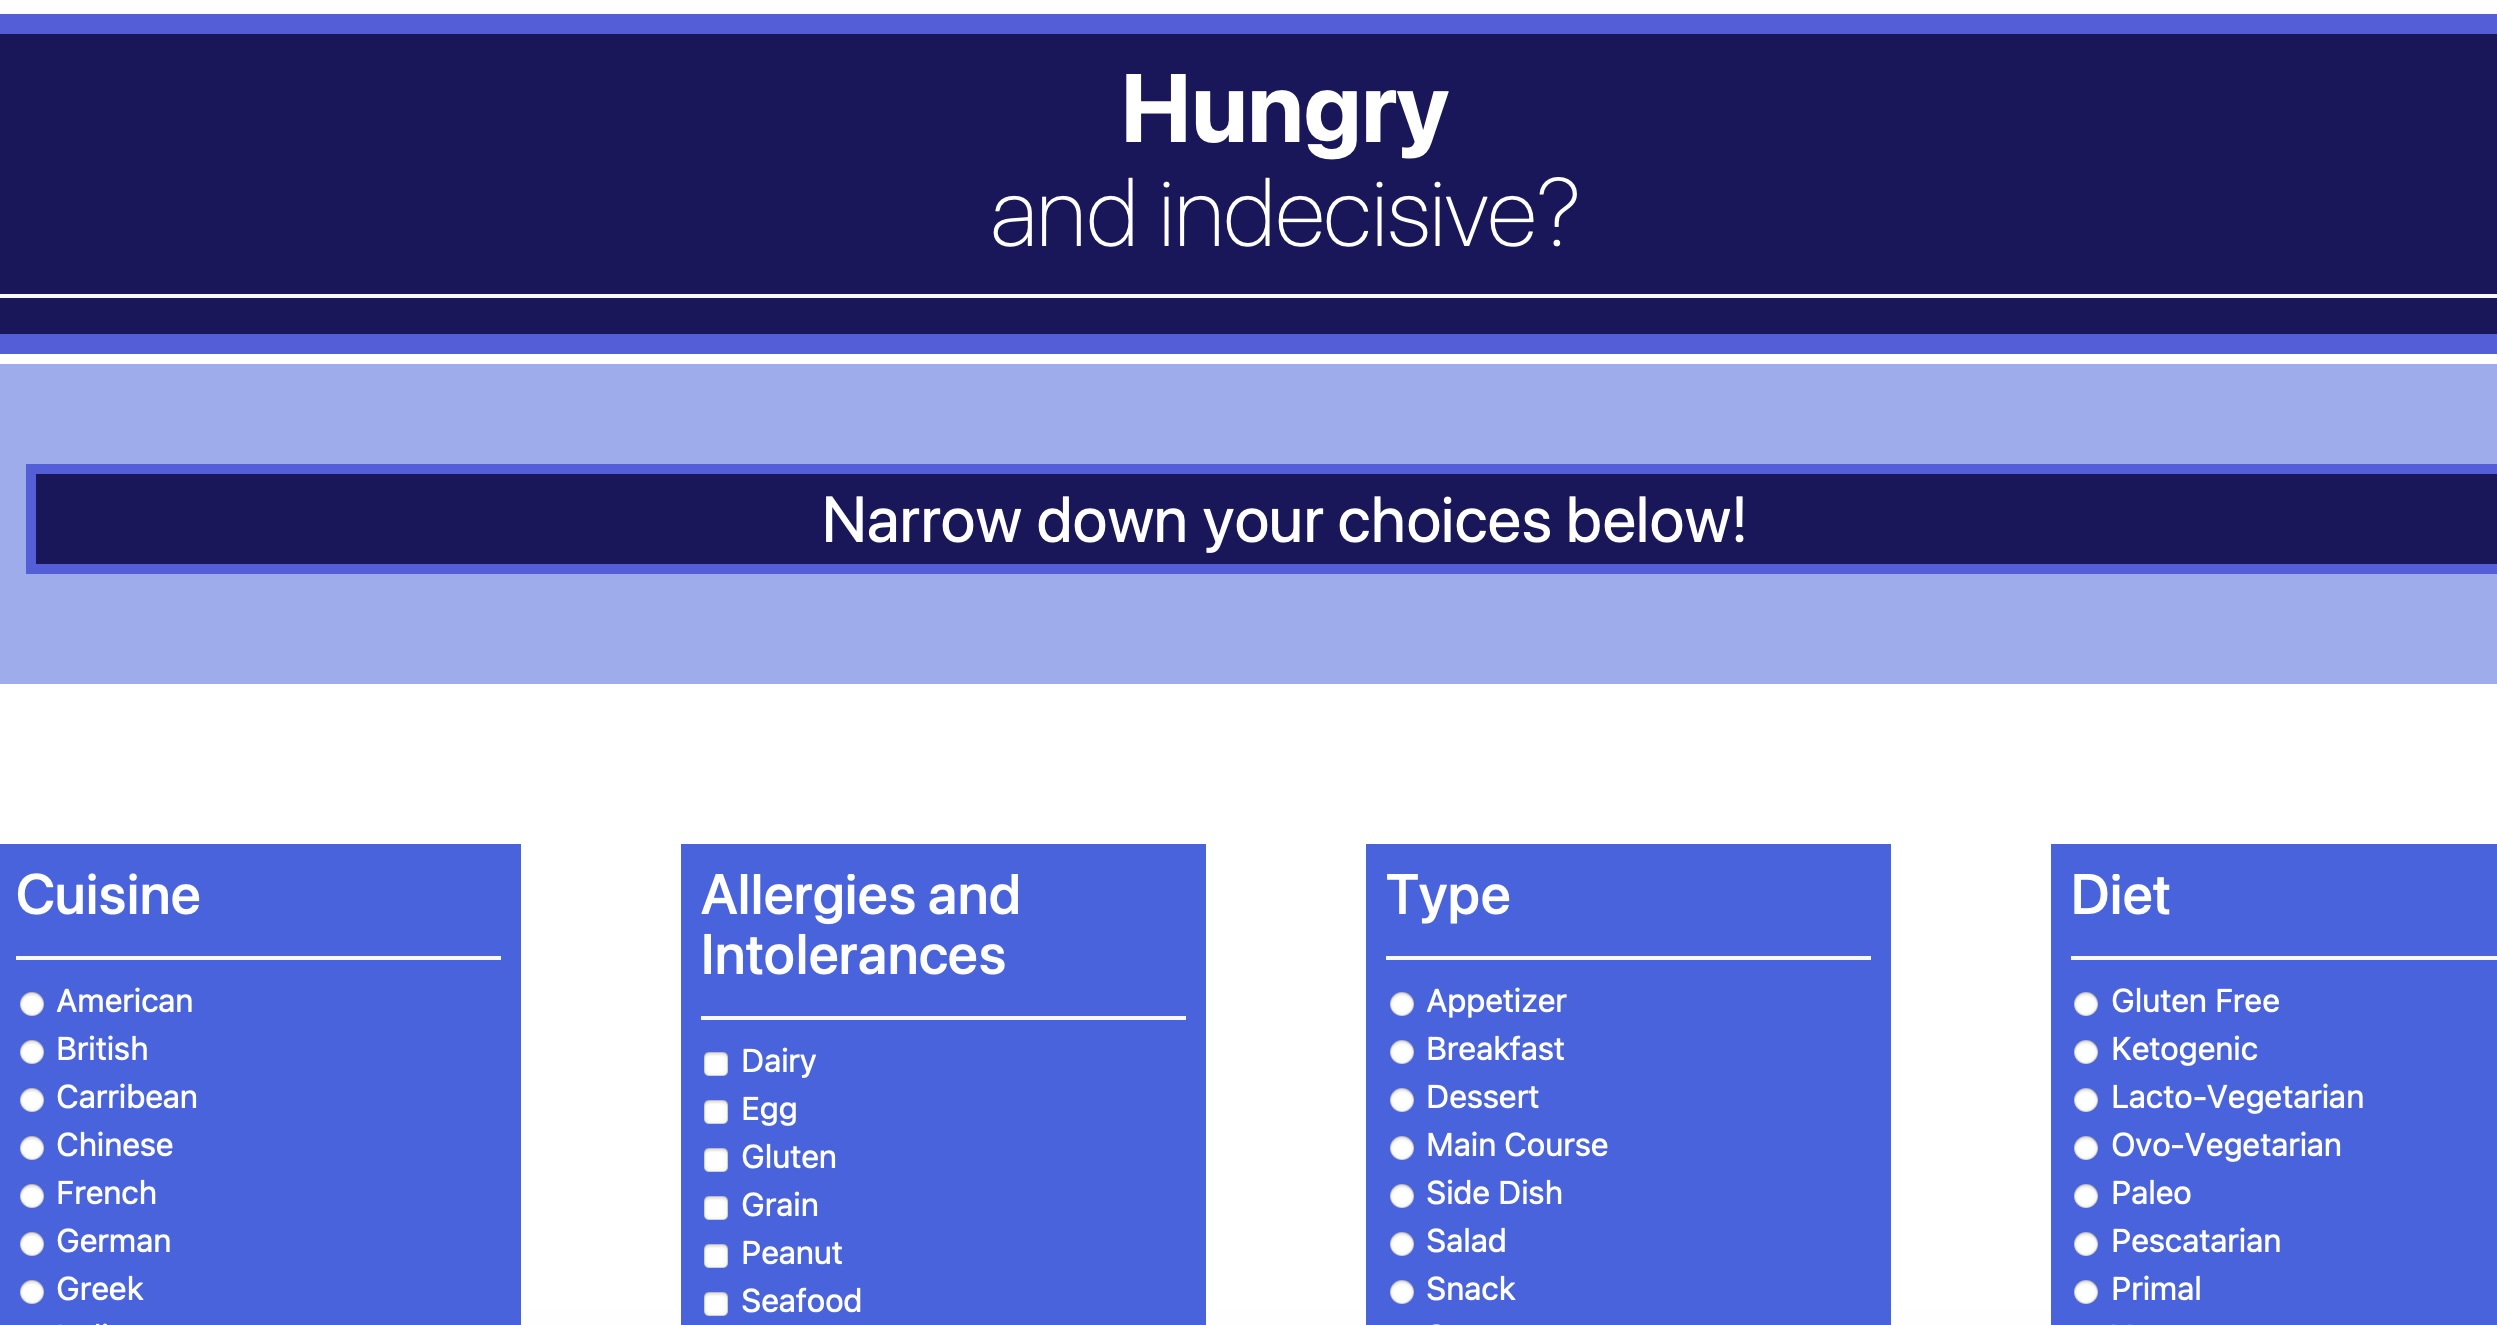 Hungry
and indecisive?
Narrow down your choices below!
Cuisine
American
British
Carribean
Chinese
French
German
Greek
Allergies and
Intolerances
Dairy
Egg
Gluten
Grain
Peanut
Seafood
Type
Appetizer
Breakfast
Dessert
Main Course
Side Dish
Salad
Snack
Diet
Gluten Free
Ketogenic
Lacto-Vegetarian
Ovo-Vegetarian
Paleo
Pescatarian
Primal